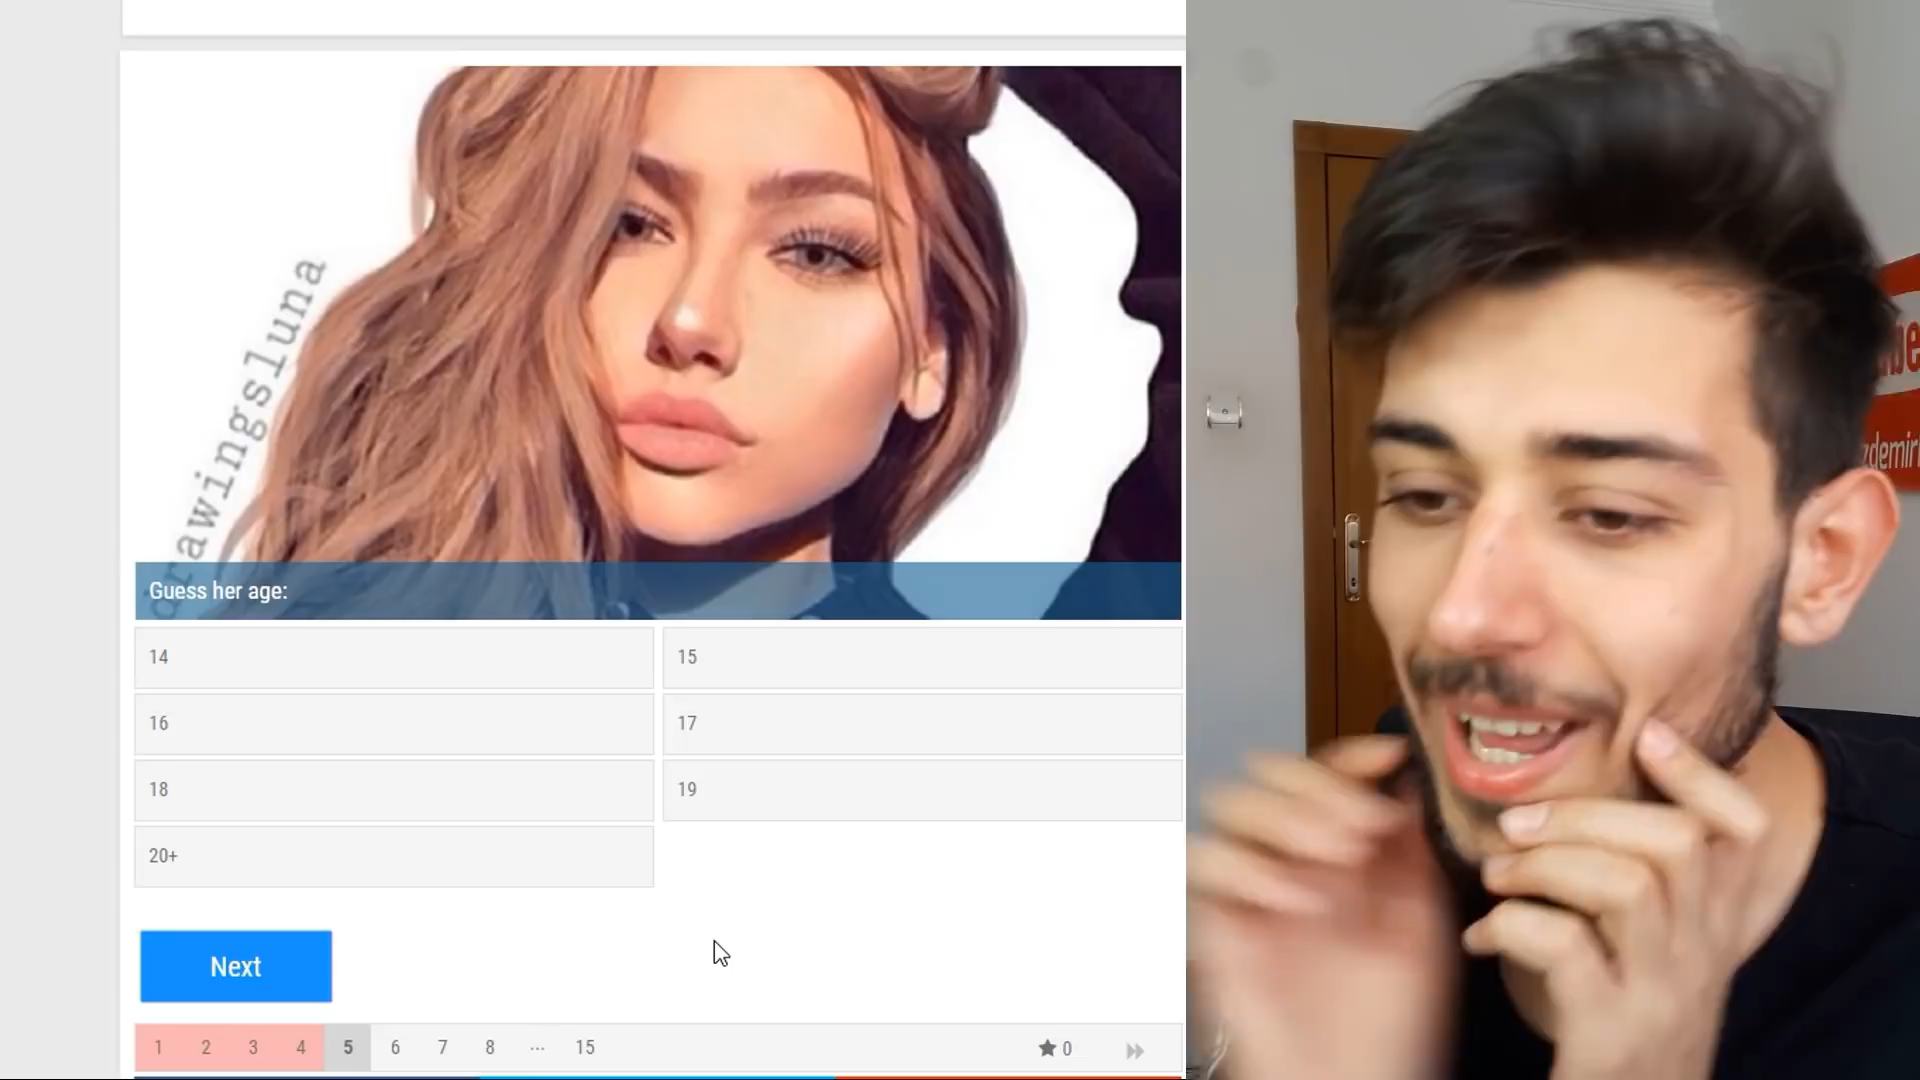 drawingsluna
Guess her age:
14
15
16
17
18
19
20+
Next
1 2 3 4 5 6 7 8 ... 15
★ 0